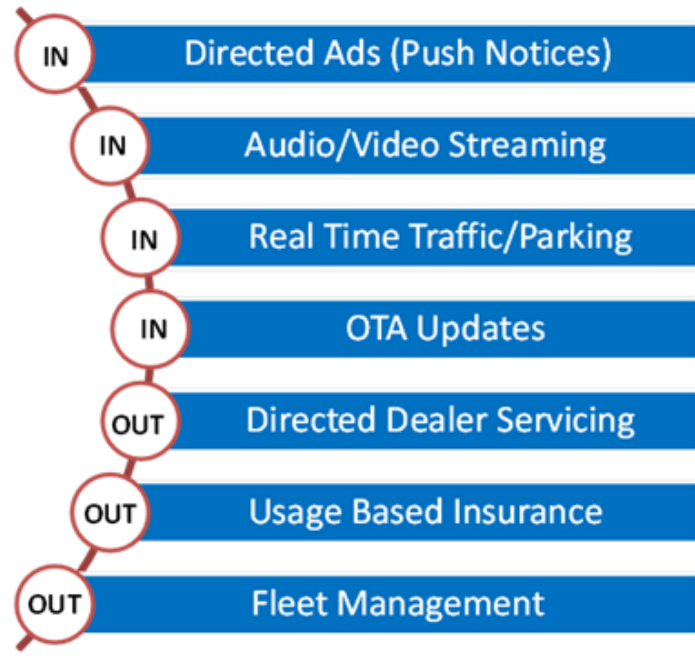 IN Directed Ads (Push Notices)
IN Audio/Video Streaming
IN Real Time Traffic/Parking
IN OTA Updates
OUT Directed Dealer Servicing
OUT Usage Based Insurance
OUT Fleet Management